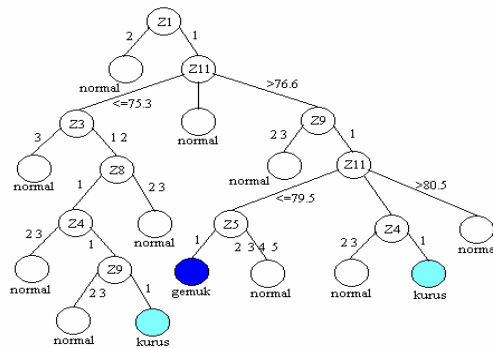 Z1
2 1
normal Z11
<=75.3 >76.6
Z3 normal Z9
3 1 2 2 3 1
normal Z8 normal Z11
1 2 3 <=79.5 >80.5
Z4 normal Z5 Z4 normal
2 3 1 1 2 3 4 5 2 3 1
normal Z9 gemuk normal normal kurus
2 3 1
normal kurus